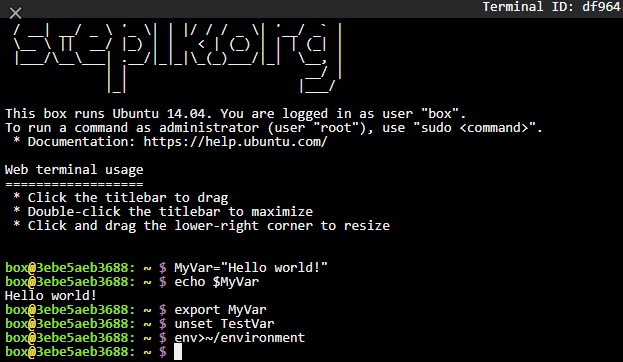 Terminal ID: df964
stepik.org
This box runs Ubuntu 14.04. You are logged in as user "box".
To run a command as administrator (user "root"), use "sudo <command>".
* Documentation: https://help.ubuntu.com/
Web terminal usage
==================
* Click the titlebar to drag
* Double-click the titlebar to maximize
* Click and drag the lower-right corner to resize
box@3ebe5aeb3688: ~ $ MyVar="Hello world!"
box@3ebe5aeb3688: ~ $ echo $MyVar
Hello world!
box@3ebe5aeb3688: ~ $ export MyVar
box@3ebe5aeb3688: ~ $ unset TestVar
box@3ebe5aeb3688: ~ $ env>~/environment
box@3ebe5aeb3688: ~ $